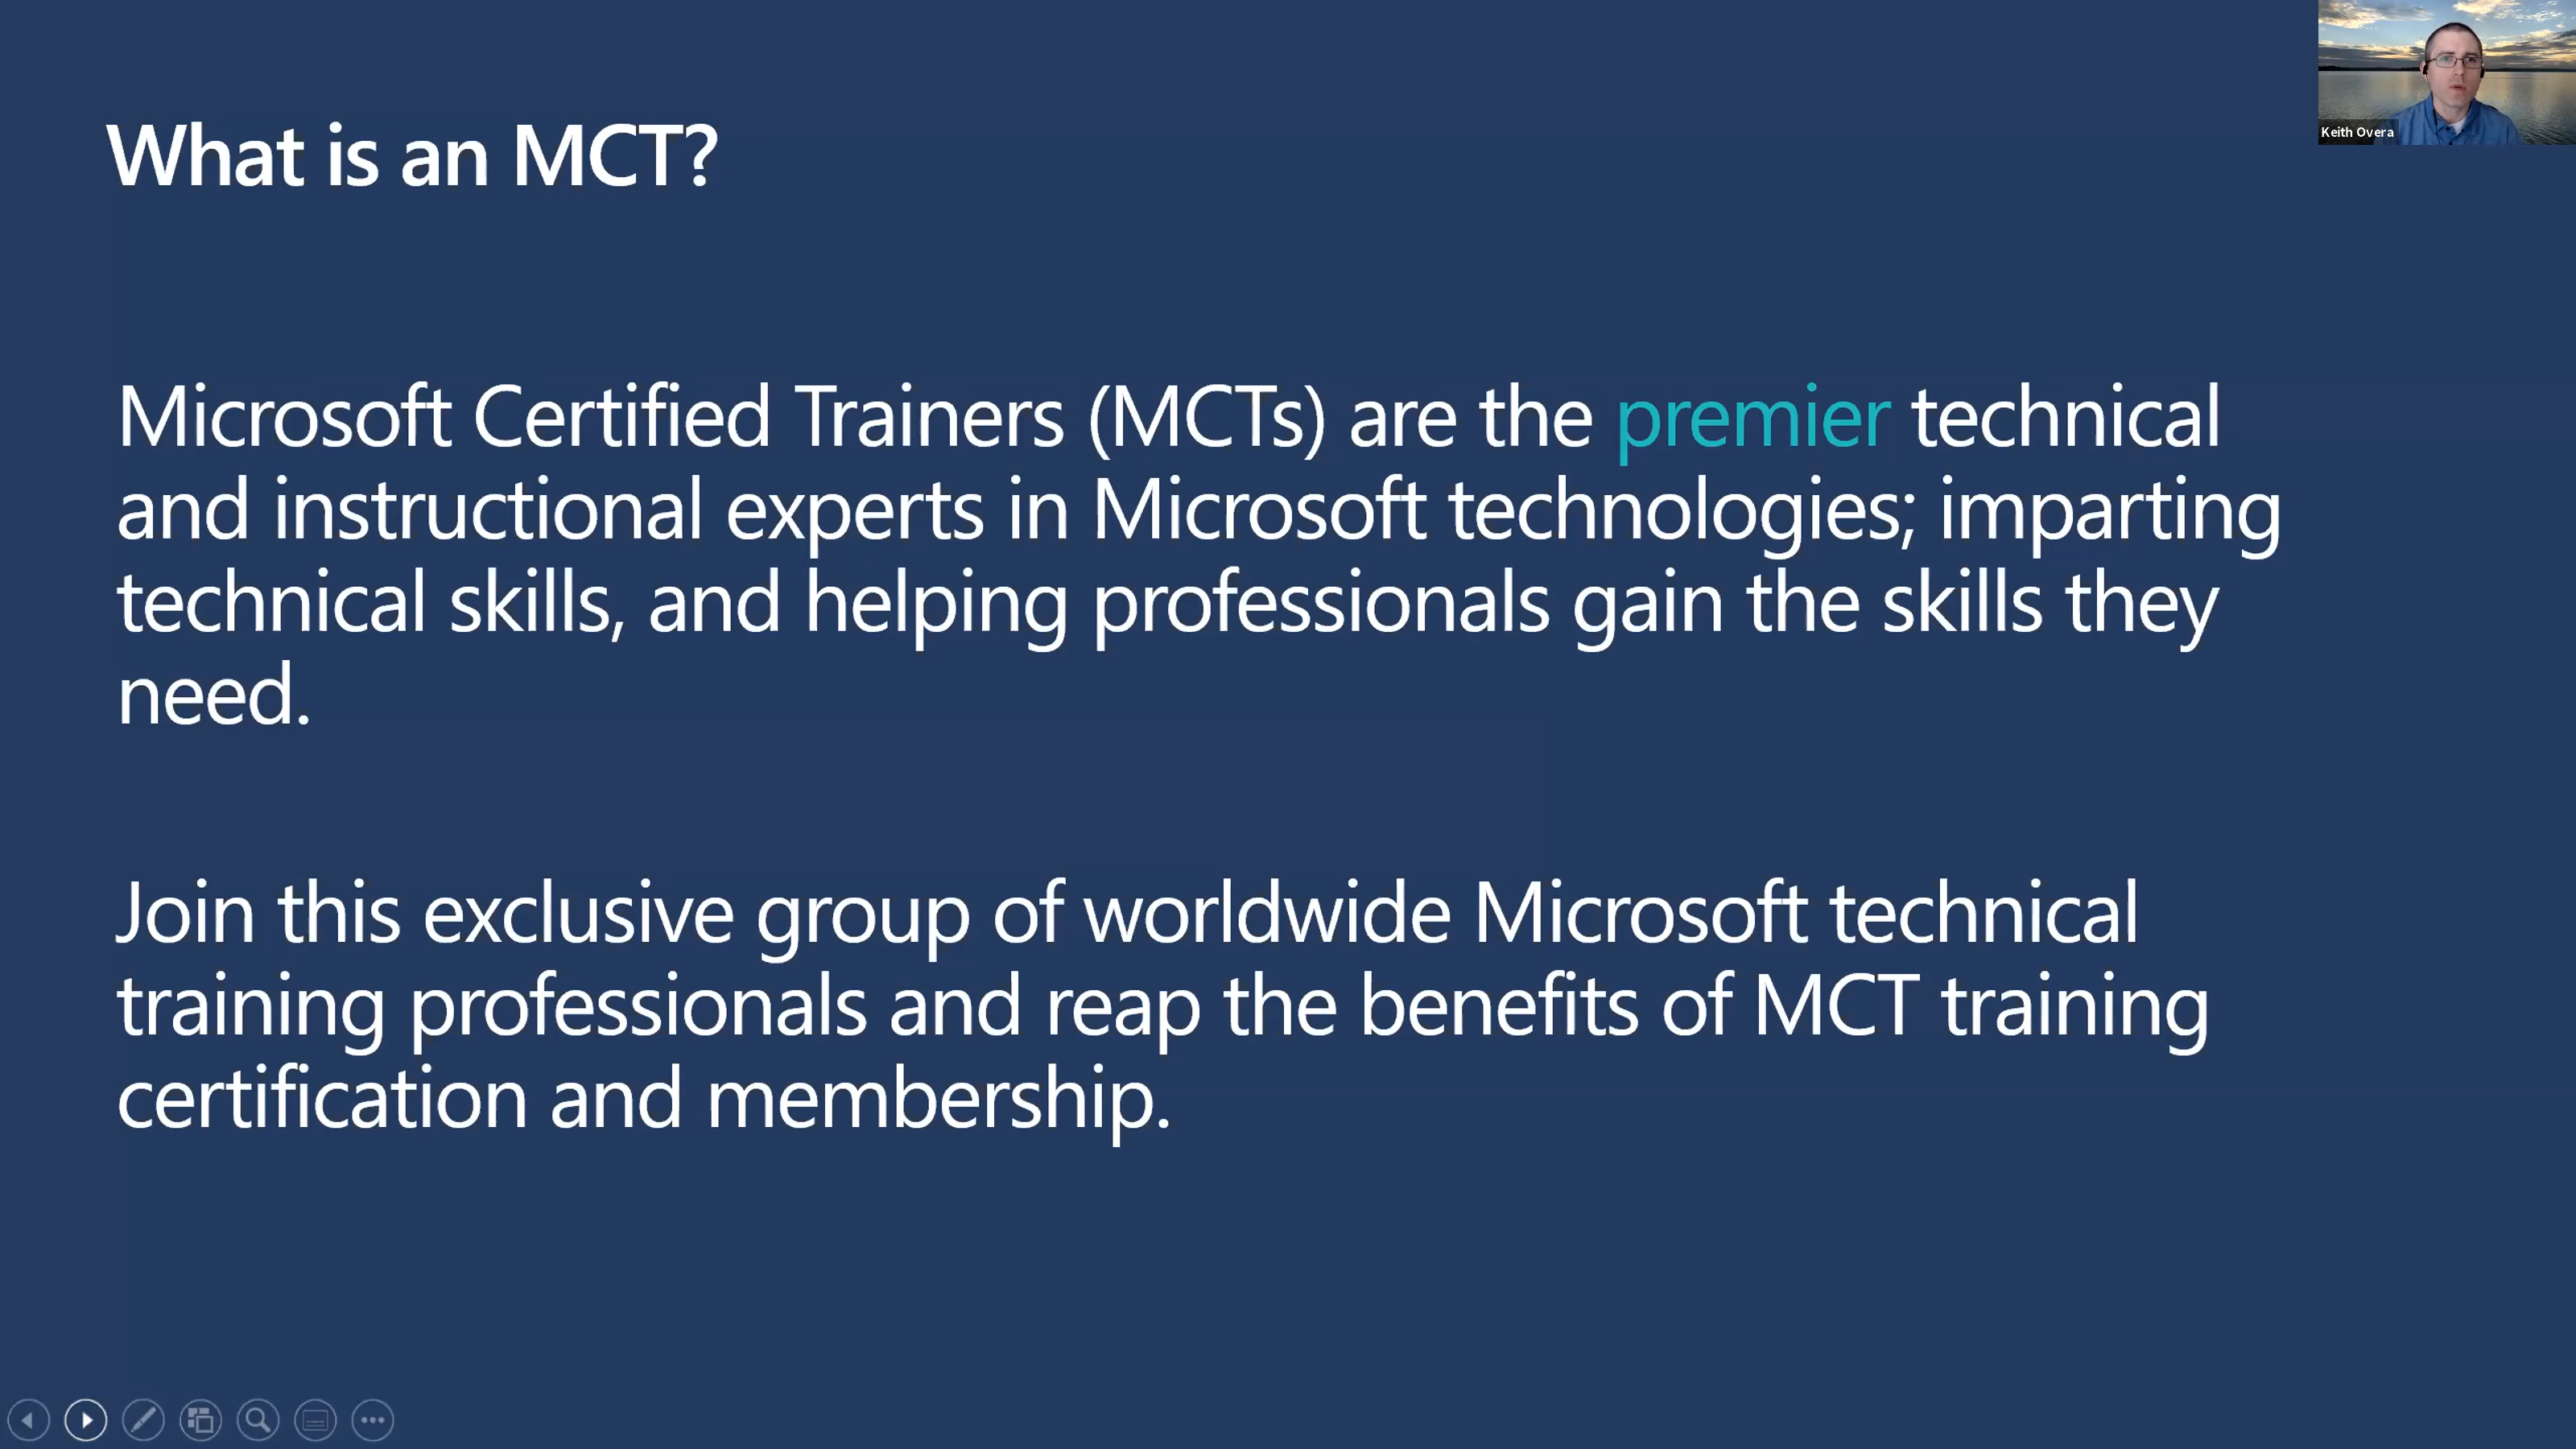 What is an MCT?
Keith Overa
Microsoft Certified Trainers (MCTs) are the premier technical
and instructional experts in Microsoft technologies; imparting
technical skills, and helping professionals gain the skills they
need.
Join this exclusive group of worldwide Microsoft technical
training professionals and reap the benefits of MCT training
certification and membership.